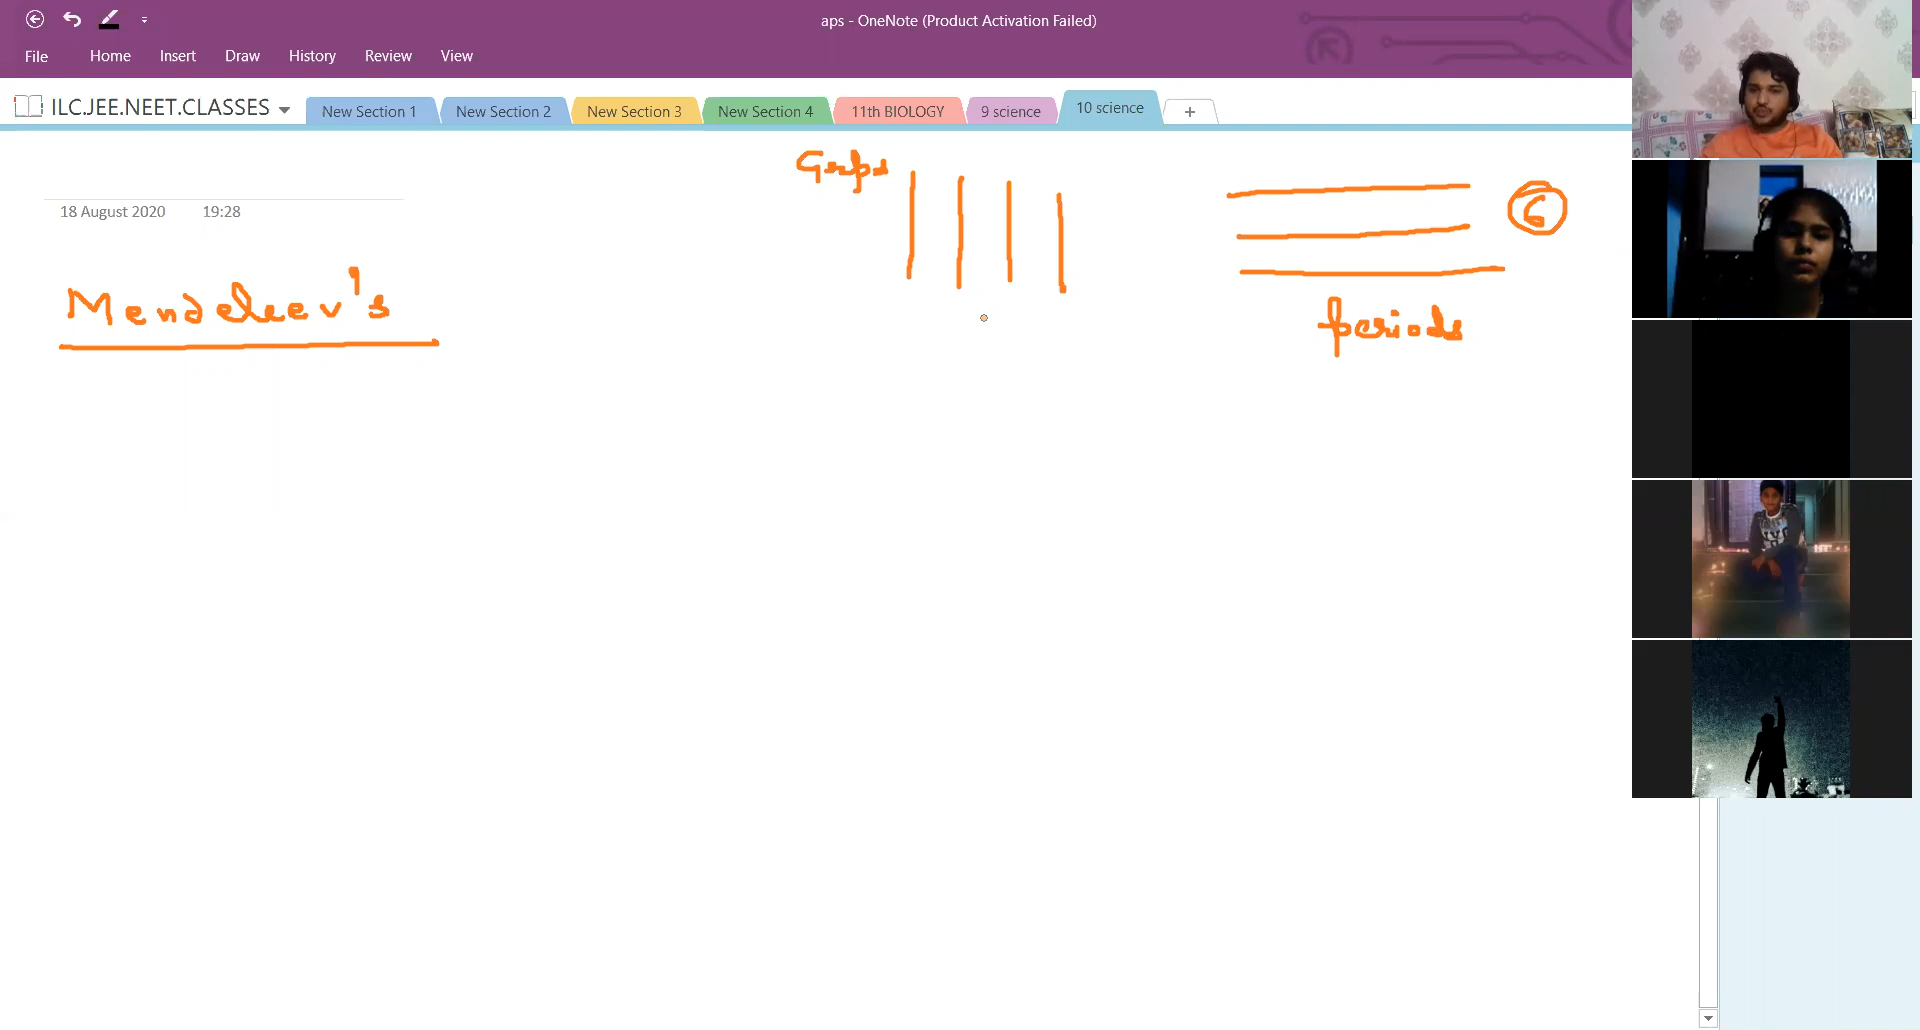 aps - OneNote (Product Activation Failed)
File Home Insert Draw History Review View
ILC.JEE.NEET.CLASSES New Section 1 New Section 2 New Section 3 New Section 4 11th BIOLOGY 9 science 10 science +
18 August 2020 19:28
Mendeleev's
Grps
6
periods